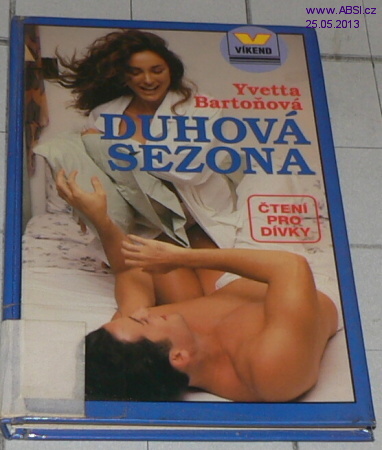 www.ABSI.cz
25.05.2013
V
VÍKEND
Yvetta
Bartoňová
DUHOVÁ
SEZONA
ČTENÍ
PRO
DÍVKY